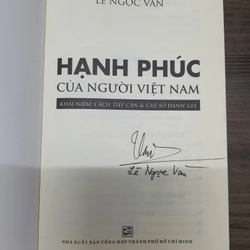 LÊ NGỌC VĂN
HẠNH PHÚC
CỦA NGƯỜI VIỆT NAM
KHÁI NIỆM, CÁCH TIẾP CẬN & CHỈ SỐ ĐÁNH GIÁ
Lê Ngọc Văn
NHÀ XUẤT BẢN TỔNG HỢP THÀNH PHỐ HỒ CHÍ MINH